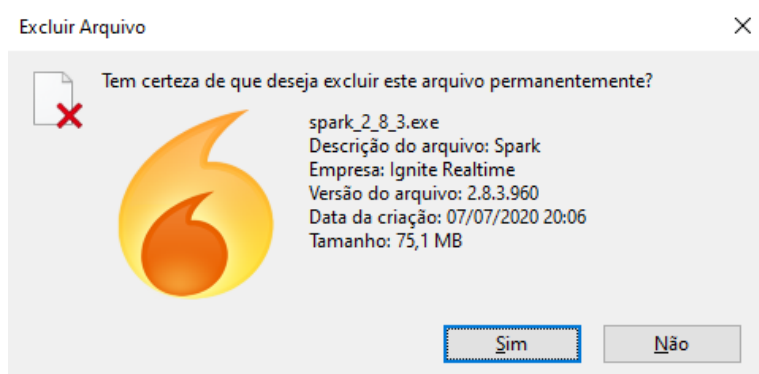 Excluir Arquivo
Tem certeza de que deseja excluir este arquivo permanentemente?
spark_2_8_3.exe
Descrição do arquivo: Spark
Empresa: Ignite Realtime
Versão do arquivo: 2.8.3.960
Data da criação: 07/07/2020 20:06
Tamanho: 75,1 MB
Sim
Não